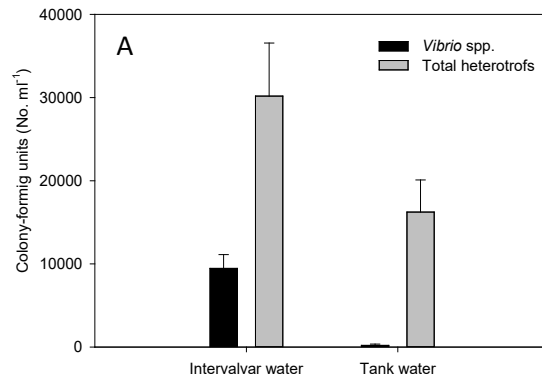 A
Vibrio spp.
Total heterotrofs
Colony-formig units (No. ml⁻¹)
40000
30000
20000
10000
0
Intervalvar water
Tank water